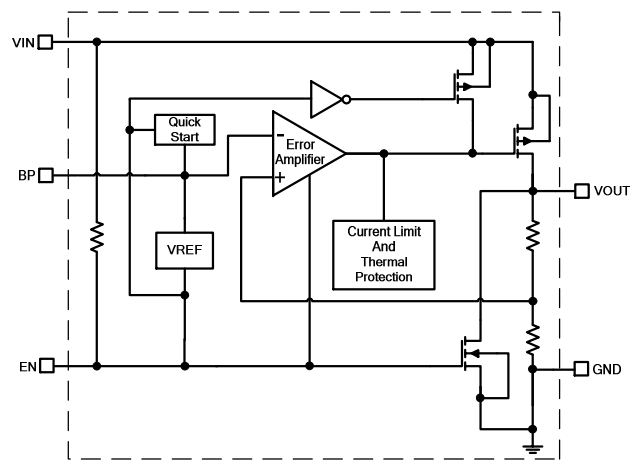 VIN
Quick
Start
-
Error
Amplifier
BP
+
VOUT
VREF
Current Limit
And
Thermal
Protection
EN
GND